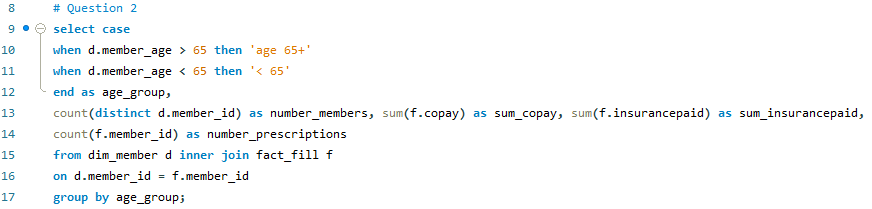 8 # Question 2
9 select case
10 when d.member_age > 65 then 'age 65+'
11 when d.member_age < 65 then '< 65'
12 end as age_group,
13 count(distinct d.member_id) as number_members, sum(f.copay) as sum_copay, sum(f.insurancepaid) as sum_insurancepaid,
14 count(f.member_id) as number_prescriptions
15 from dim_member d inner join fact_fill f
16 on d.member_id = f.member_id
17 group by age_group;